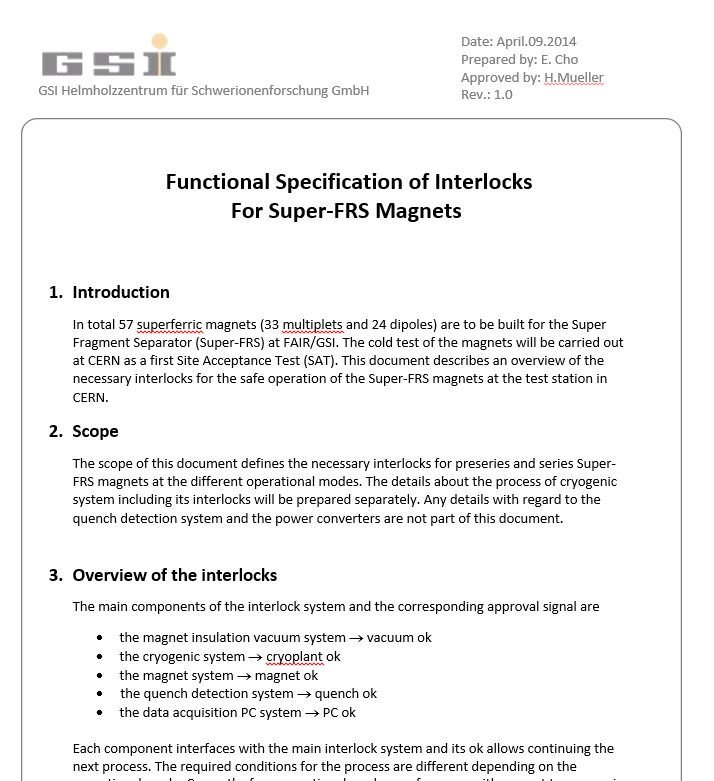 GSI
GSI Helmholzzentrum für Schwerionenforschung GmbH
Date: April.09.2014
Prepared by: E. Cho
Approved by: H.Mueller
Rev.: 1.0
Functional Specification of Interlocks
For Super-FRS Magnets
1. Introduction
In total 57 superferric magnets (33 multiplets and 24 dipoles) are to be built for the Super
Fragment Separator (Super-FRS) at FAIR/GSI. The cold test of the magnets will be carried out
at CERN as a first Site Acceptance Test (SAT). This document describes an overview of the
necessary interlocks for the safe operation of the Super-FRS magnets at the test station in
CERN.
2. Scope
The scope of this document defines the necessary interlocks for preseries and series Super-
FRS magnets at the different operational modes. The details about the process of cryogenic
system including its interlocks will be prepared separately. Any details with regard to the
quench detection system and the power converters are not part of this document.
3. Overview of the interlocks
The main components of the interlock system and the corresponding approval signal are
• the magnet insulation vacuum system → vacuum ok
• the cryogenic system → cryoplant ok
• the magnet system → magnet ok
• the quench detection system → quench ok
• the data acquisition PC system → PC ok
Each component interfaces with the main interlock system and its ok allows continuing the
next process. The required conditions for the process are different depending on the